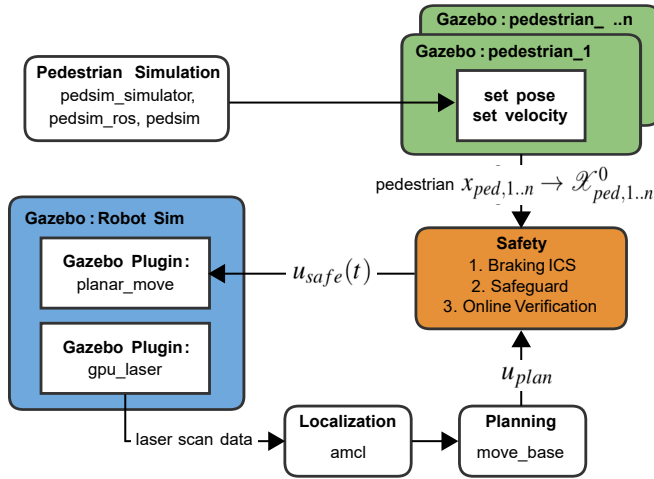 Gazebo: pedestrian_ ..n
Gazebo: pedestrian_1
set pose
set velocity
Pedestrian Simulation
pedsim_simulator,
pedsim_ros, pedsim
pedestrian x_{ped,1..n} → 𝒳^0_{ped,1..n}
Gazebo: Robot Sim
Gazebo Plugin:
planar_move
Gazebo Plugin:
gpu_laser
u_{safe}(t)
Safety
1. Braking ICS
2. Safeguard
3. Online Verification
u_{plan}
laser scan data
Localization
amcl
Planning
move_base